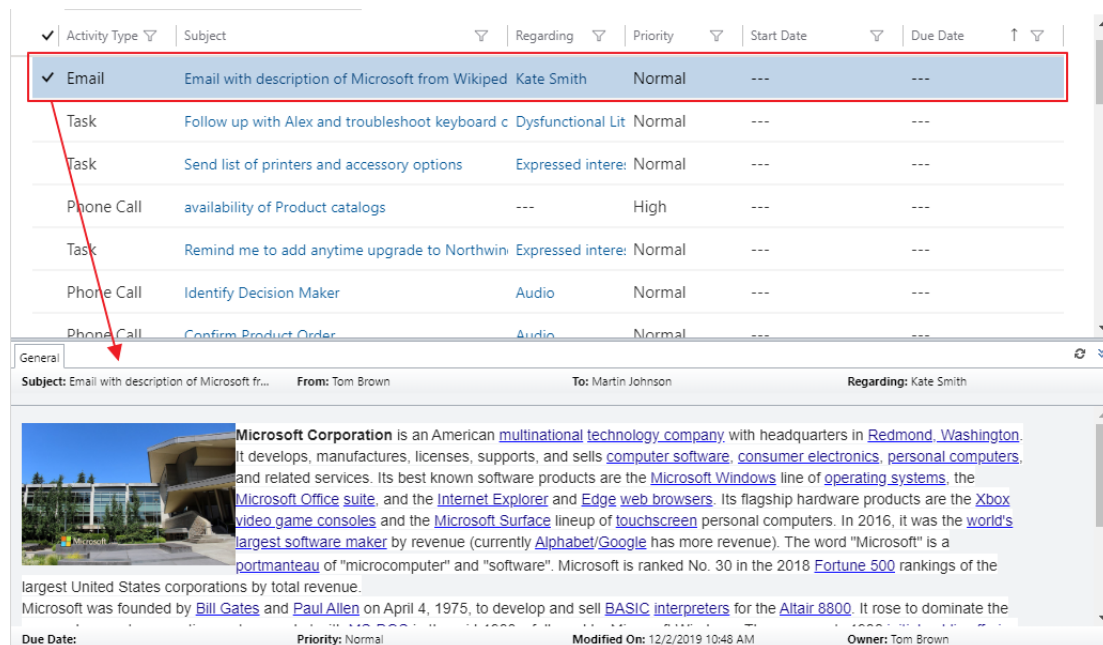 Activity Type Subject Regarding Priority Start Date Due Date
Email Email with description of Microsoft from Wikiped Kate Smith Normal --- ---
Task Follow up with Alex and troubleshoot keyboard c Dysfunctional Lit Normal --- ---
Task Send list of printers and accessory options Expressed interes Normal --- ---
Phone Call availability of Product catalogs --- High --- ---
Task Remind me to add anytime upgrade to Northwin Expressed interes Normal --- ---
Phone Call Identify Decision Maker Audio Normal --- ---
Phone Call Confirm Product Order Audio Normal --- ---
General
Subject: Email with description of Microsoft fr... From: Tom Brown To: Martin Johnson Regarding: Kate Smith
Microsoft Corporation is an American multinational technology company with headquarters in Redmond, Washington.
It develops, manufactures, licenses, supports, and sells computer software, consumer electronics, personal computers,
and related services. Its best known software products are the Microsoft Windows line of operating systems, the
Microsoft Office suite, and the Internet Explorer and Edge web browsers. Its flagship hardware products are the Xbox
video game consoles and the Microsoft Surface lineup of touchscreen personal computers. In 2016, it was the world's
Microsoft
largest software maker by revenue (currently Alphabet/Google has more revenue). The word "Microsoft" is a
portmanteau of "microcomputer" and "software". Microsoft is ranked No. 30 in the 2018 Fortune 500 rankings of the
largest United States corporations by total revenue.
Microsoft was founded by Bill Gates and Paul Allen on April 4, 1975, to develop and sell BASIC interpreters for the Altair 8800. It rose to dominate the
Due Date: Priority: Normal Modified On: 12/2/2019 10:48 AM Owner: Tom Brown